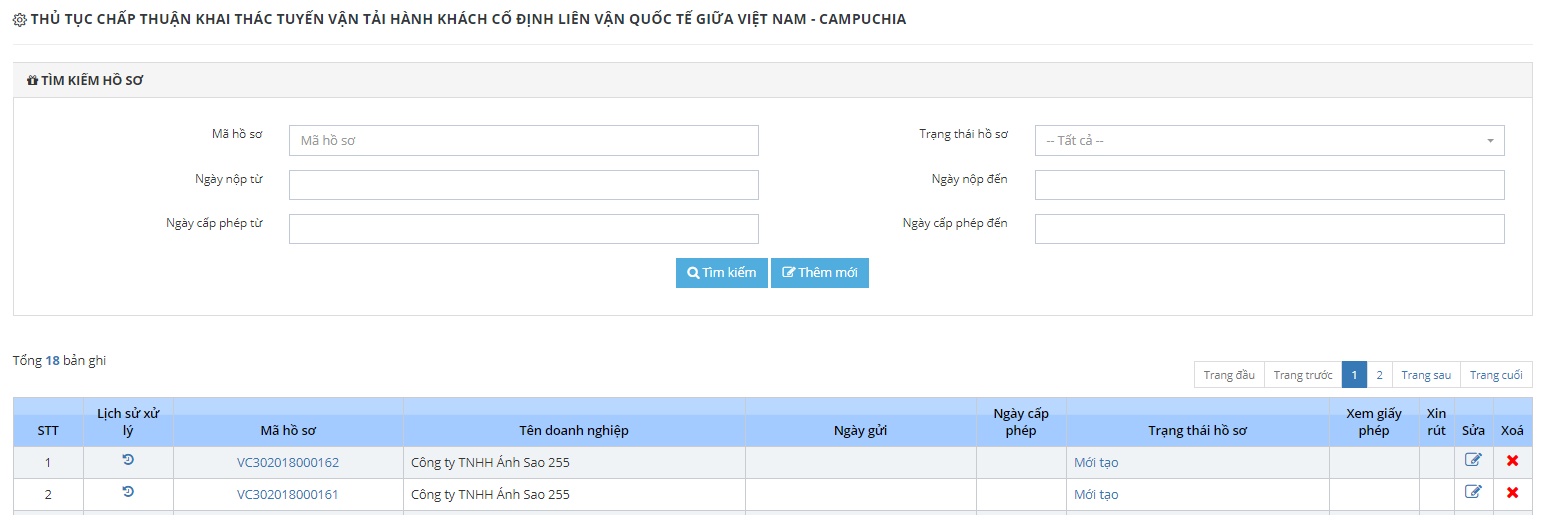 THỦ TỤC CHẤP THUẬN KHAI THÁC TUYẾN VẬN TẢI HÀNH KHÁCH CỐ ĐỊNH LIÊN VẬN QUỐC TẾ GIỮA VIỆT NAM - CAMPUCHIA
TÌM KIẾM HỒ SƠ
Mã hồ sơ Mã hồ sơ Trạng thái hồ sơ -- Tất cả --
Ngày nộp từ Ngày nộp đến
Ngày cấp phép từ Ngày cấp phép đến
Tìm kiếm Thêm mới
Tổng 18 bản ghi
Trang đầu Trang trước 1 2 Trang sau Trang cuối
STT Lịch sử xử lý Mã hồ sơ Tên doanh nghiệp Ngày gửi Ngày cấp phép Trạng thái hồ sơ Xem giấy phép Xin rút Sửa Xoá
1 VC302018000162 Công ty TNHH Ánh Sao 255 Mới tạo
2 VC302018000161 Công ty TNHH Ánh Sao 255 Mới tạo